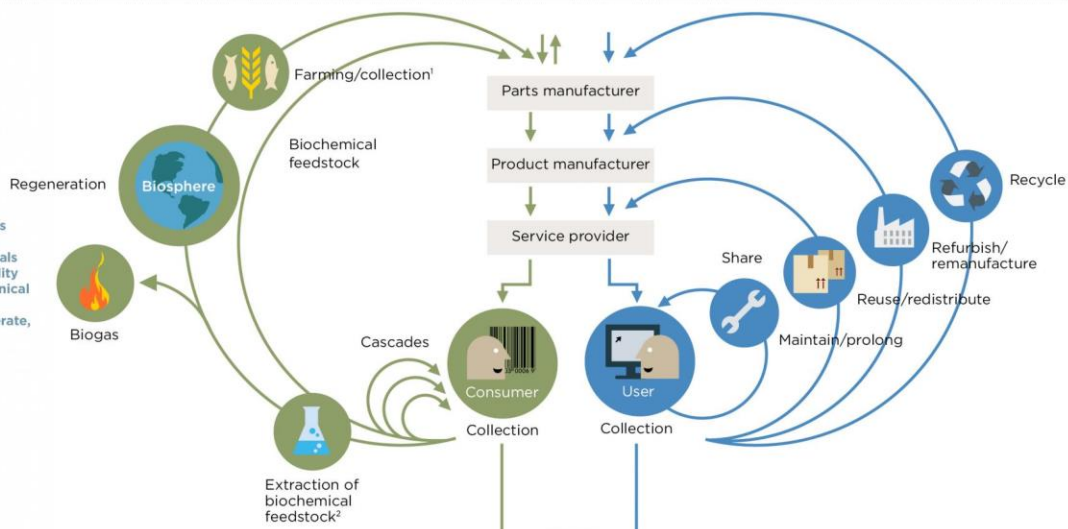 Farming/collection¹
Parts manufacturer
Biochemical
feedstock
Product manufacturer
Regeneration
Biosphere
Recycle
Service provider
Refurbish/
remanufacture
Share
Reuse/redistribute
Biogas
Cascades
Maintain/prolong
Consumer
User
Collection
Collection
Extraction of
biochemical
feedstock²